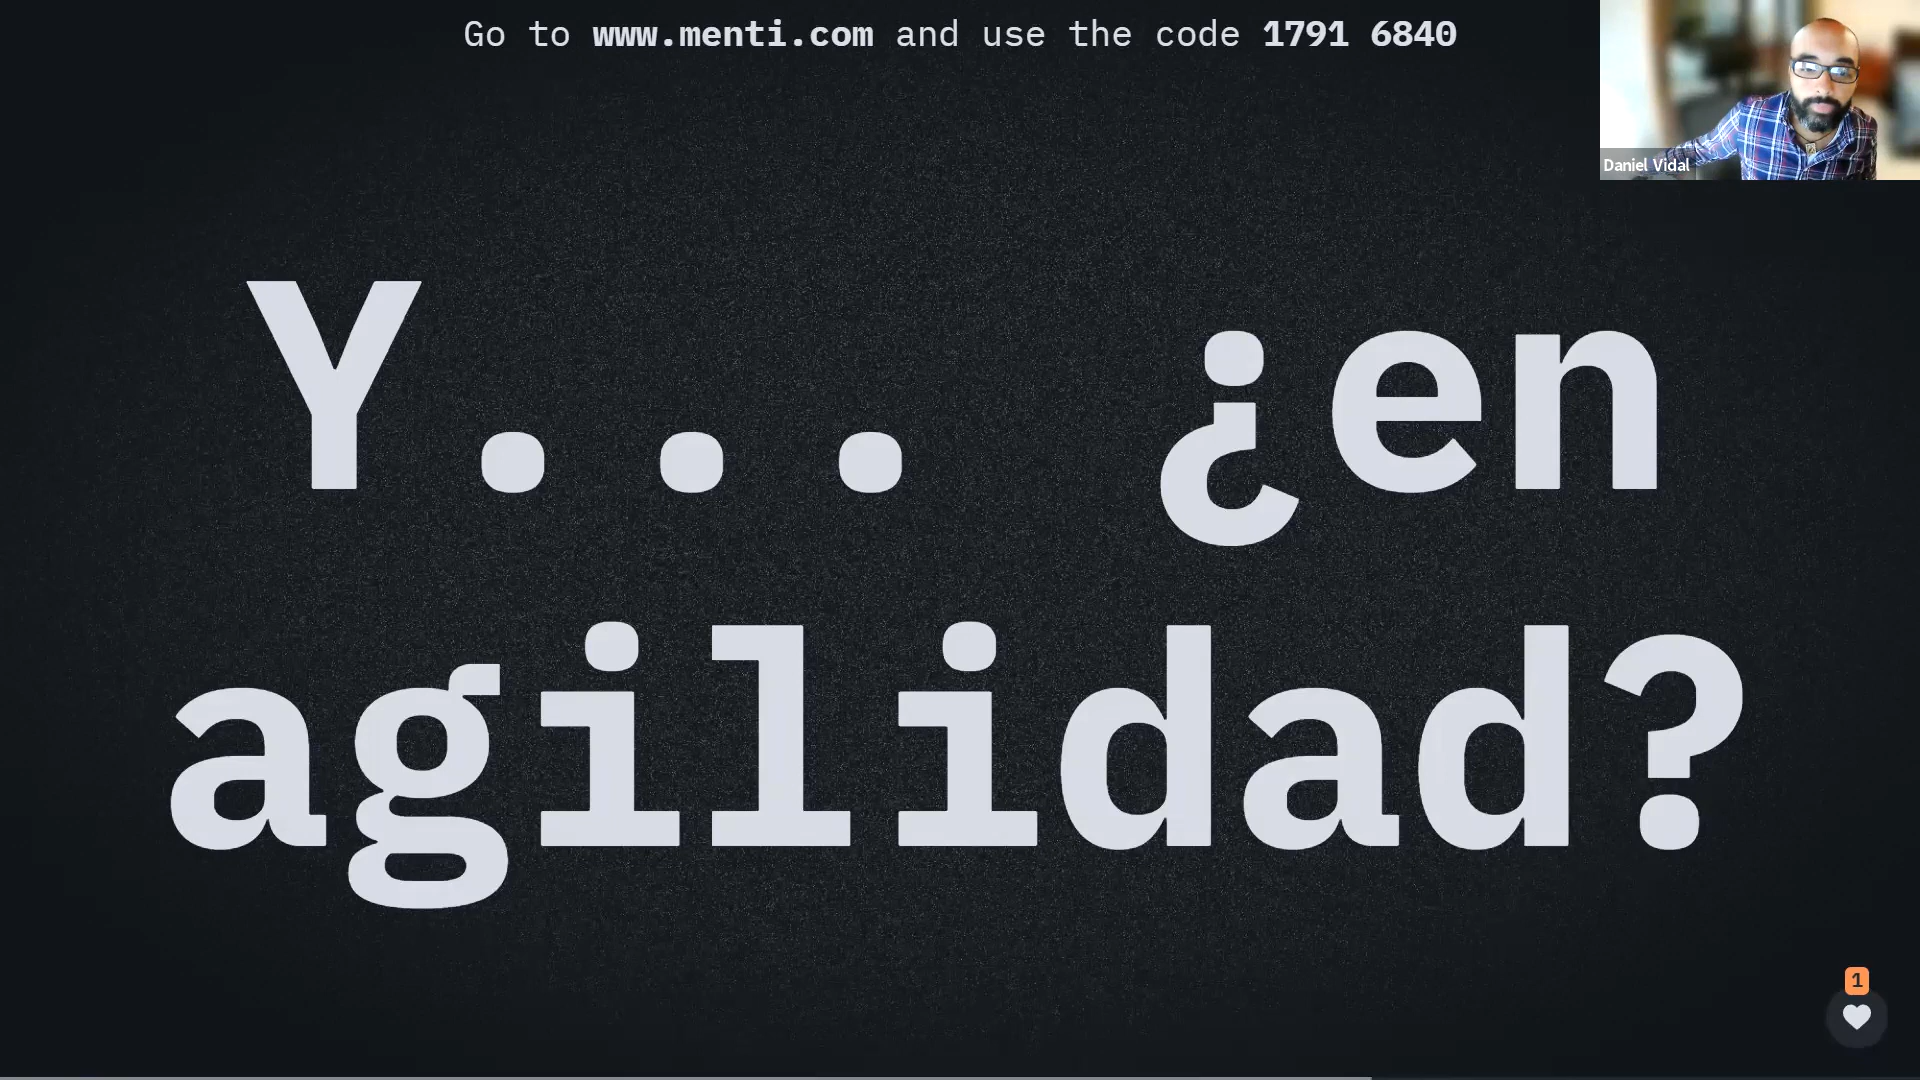 Go to www.menti.com and use the code 1791 6840
Daniel Vidal
Y... ¿en
agilidad?
1